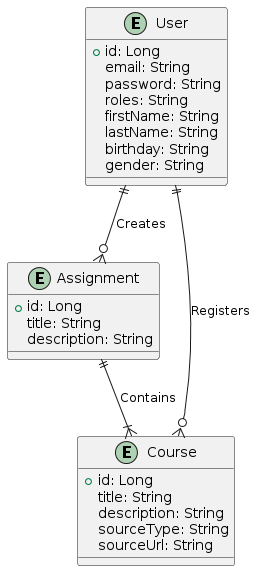 E User
id: Long
email: String
password: String
roles: String
firstName: String
lastName: String
birthday: String
gender: String
Creates
E Assignment
id: Long
title: String
description: String
Registers
Contains
E Course
id: Long
title: String
description: String
sourceType: String
sourceUrl: String